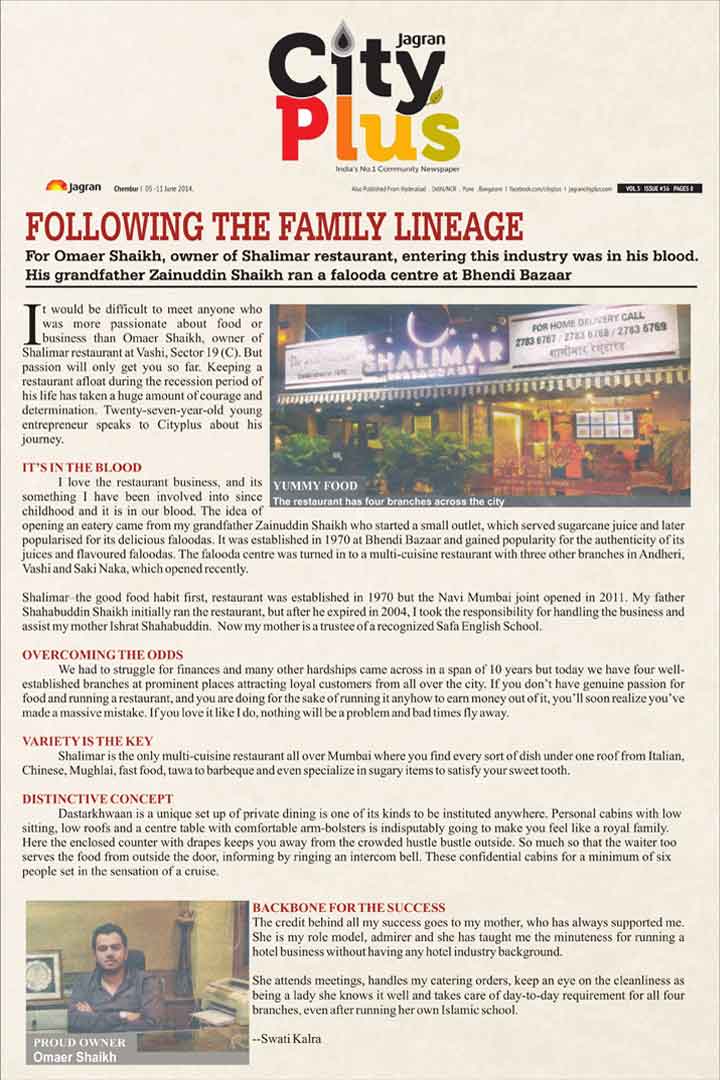 Jagran
City
Plus
India's No.1 Community Newspaper
Jagran Chembur I 05 -11 June 2014. Also Published From Hyderabad . Delhi/NCR . Pune .Bangalore I facebook.com/cityplus I jagrancityplus.com VOL 5 ISSUE #36 PAGES 8
FOLLOWING THE FAMILY LINEAGE
For Omaer Shaikh, owner of Shalimar restaurant, entering this industry was in his blood.
His grandfather Zainuddin Shaikh ran a falooda centre at Bhendi Bazaar
It would be difficult to meet anyone who
was more passionate about food or
business than Omaer Shaikh, owner of
Shalimar restaurant at Vashi, Sector 19 (C). But
passion will only get you so far. Keeping a
restaurant afloat during the recession period of
his life has taken a huge amount of courage and
determination. Twenty-seven-year-old young
entrepreneur speaks to Cityplus about his
journey.
SHALIMAR
RESTAURANT
FOR HOME DELIVERY CALL
2783 6767 / 2783 6768 / 2783 6769
शालीमार रेस्टुरन्ट
YUMMY FOOD
The restaurant has four branches across the city
IT'S IN THE BLOOD
I love the restaurant business, and its
something I have been involved into since
childhood and it is in our blood. The idea of
opening an eatery came from my grandfather Zainuddin Shaikh who started a small outlet, which served sugarcane juice and later
popularised for its delicious faloodas. It was established in 1970 at Bhendi Bazaar and gained popularity for the authenticity of its
juices and flavoured faloodas. The falooda centre was turned in to a multi-cuisine restaurant with three other branches in Andheri,
Vashi and Saki Naka, which opened recently.
Shalimar–the good food habit first, restaurant was established in 1970 but the Navi Mumbai joint opened in 2011. My father
Shahabuddin Shaikh initially ran the restaurant, but after he expired in 2004, I took the responsibility for handling the business and
assist my mother Ishrat Shahabuddin. Now my mother is a trustee of a recognized Safa English School.
OVERCOMING THE ODDS
We had to struggle for finances and many other hardships came across in a span of 10 years but today we have four well-
established branches at prominent places attracting loyal customers from all over the city. If you don't have genuine passion for
food and running a restaurant, and you are doing for the sake of running it anyhow to earn money out of it, you'll soon realize you've
made a massive mistake. If you love it like I do, nothing will be a problem and bad times fly away.
VARIETY IS THE KEY
Shalimar is the only multi-cuisine restaurant all over Mumbai where you find every sort of dish under one roof from Italian,
Chinese, Mughlai, fast food, tawa to barbeque and even specialize in sugary items to satisfy your sweet tooth.
DISTINCTIVE CONCEPT
Dastarkhwaan is a unique set up of private dining is one of its kinds to be instituted anywhere. Personal cabins with low
sitting, low roofs and a centre table with comfortable arm-bolsters is indisputably going to make you feel like a royal family.
Here the enclosed counter with drapes keeps you away from the crowded hustle bustle outside. So much so that the waiter too
serves the food from outside the door, informing by ringing an intercom bell. These confidential cabins for a minimum of six
people set in the sensation of a cruise.
PROUD OWNER
Omaer Shaikh
BACKBONE FOR THE SUCCESS
The credit behind all my success goes to my mother, who has always supported me.
She is my role model, admirer and she has taught me the minuteness for running a
hotel business without having any hotel industry background.
She attends meetings, handles my catering orders, keep an eye on the cleanliness as
being a lady she knows it well and takes care of day-to-day requirement for all four
branches, even after running her own Islamic school.
--Swati Kalra